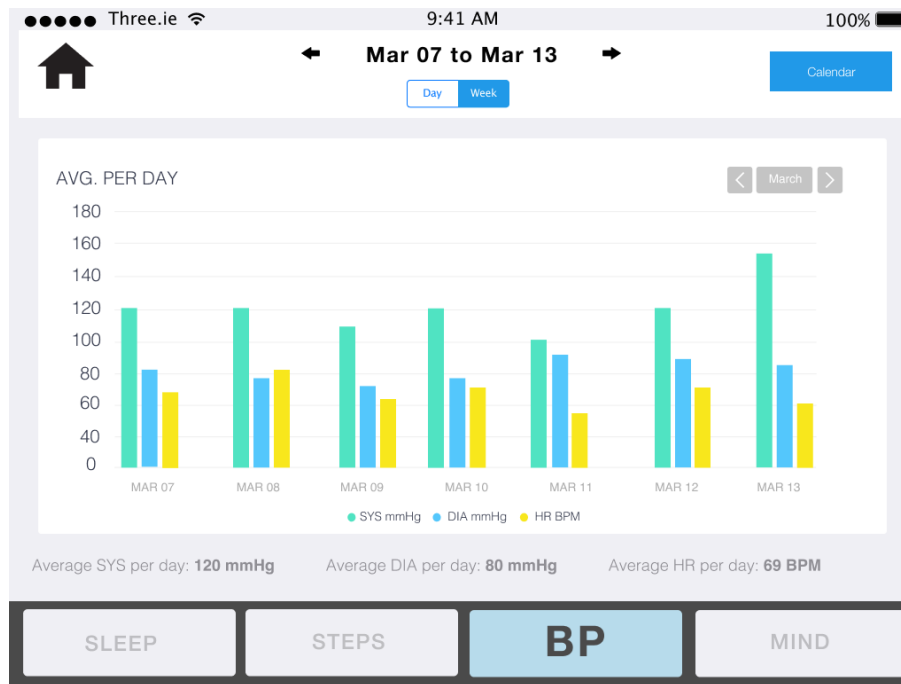 Three.ie 9:41 AM 100%
Mar 07 to Mar 13
Calendar
Day Week
AVG. PER DAY
March
180
160
140
120
100
80
60
40
0
MAR 07 MAR 08 MAR 09 MAR 10 MAR 11 MAR 12 MAR 13
SYS mmHg DIA mmHg HR BPM
Average SYS per day: 120 mmHg Average DIA per day: 80 mmHg Average HR per day: 69 BPM
SLEEP STEPS BP MIND